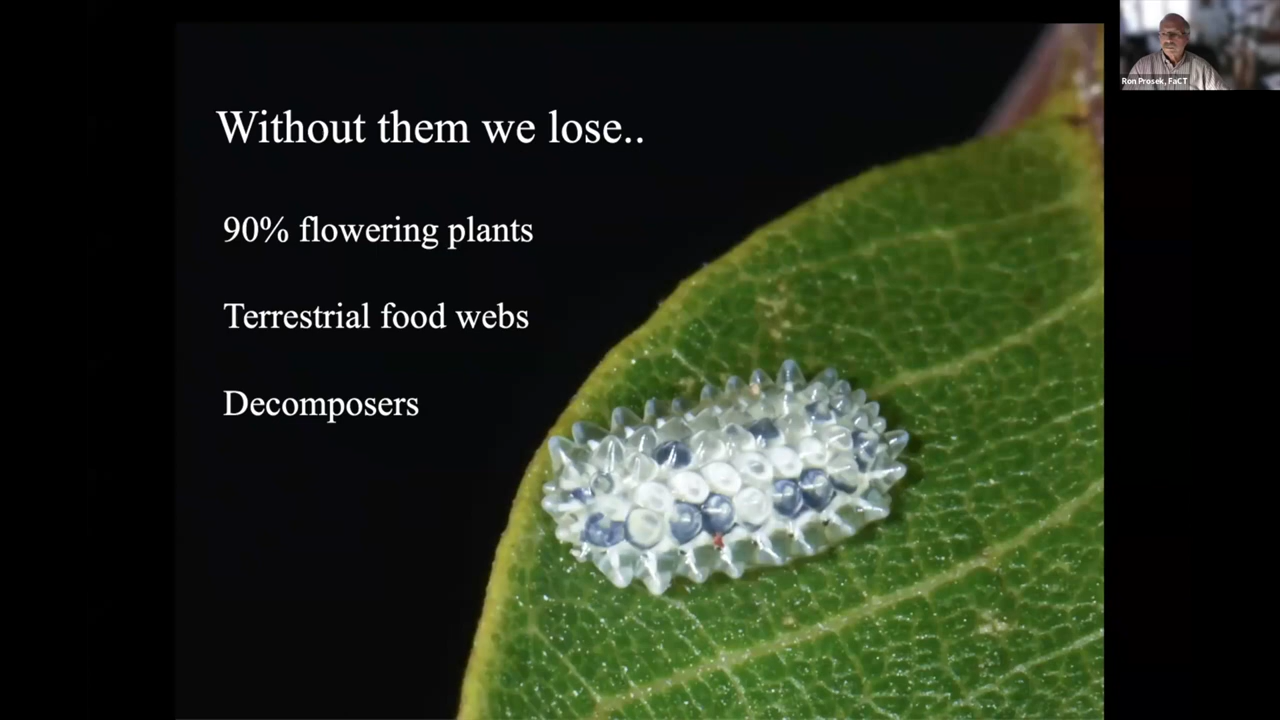 Without them we lose..
90% flowering plants
Terrestrial food webs
Decomposers
Ron Prosek, FaCT